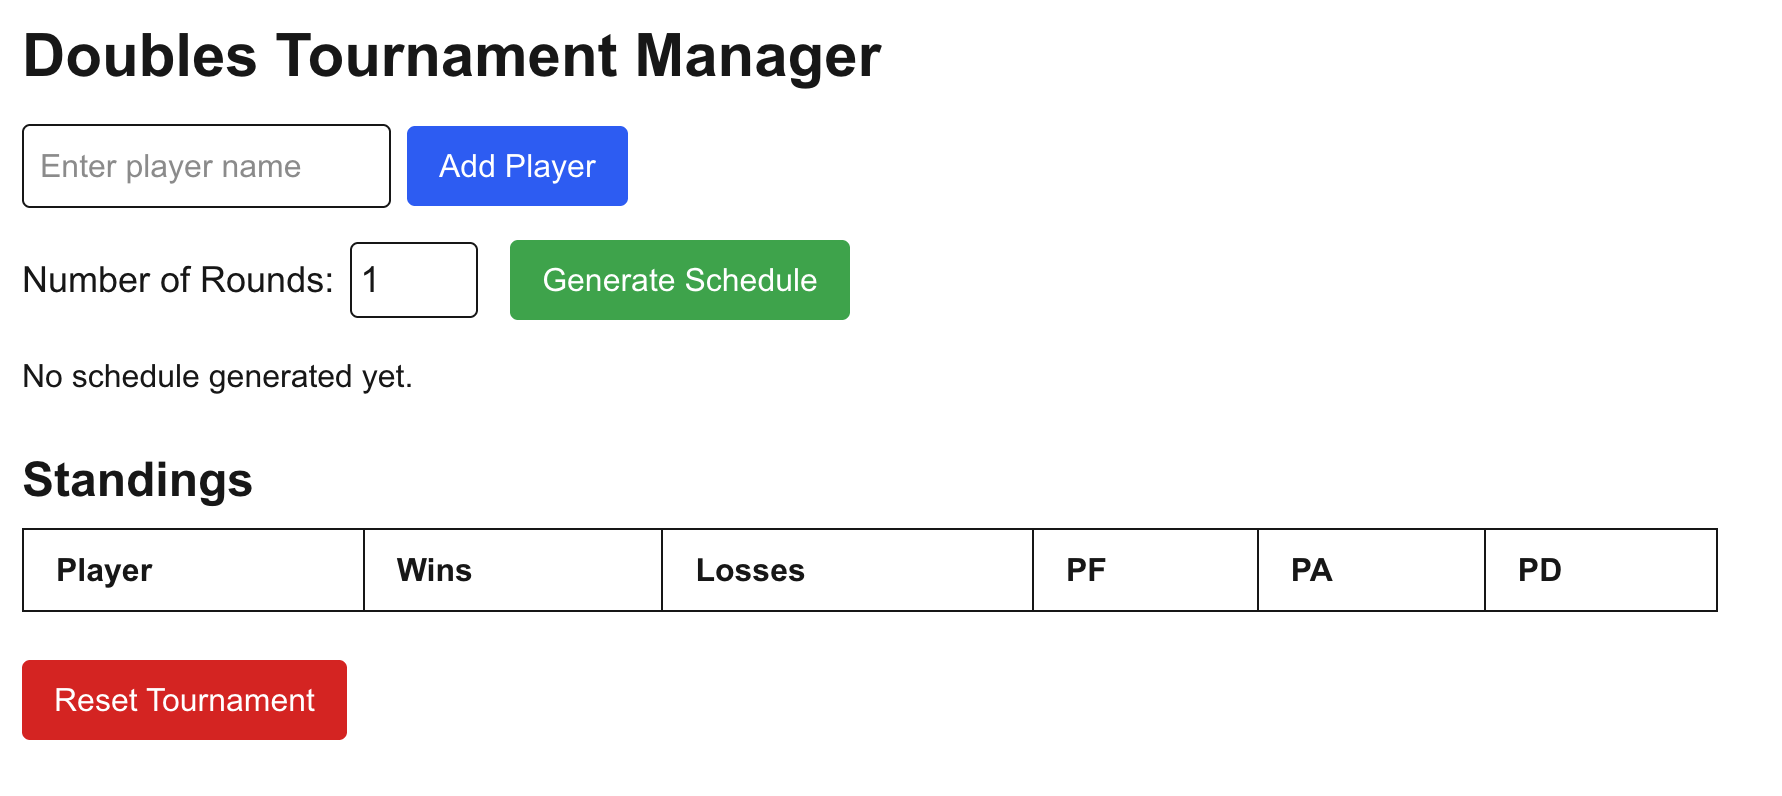 Doubles Tournament Manager
Enter player name Add Player
Number of Rounds: 1 Generate Schedule
No schedule generated yet.
Standings
Player Wins Losses PF PA PD
Reset Tournament